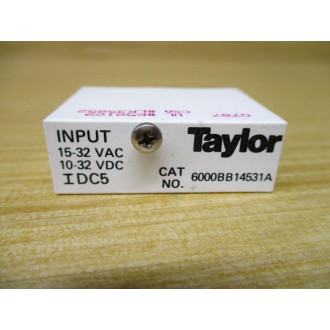 INPUT
15-32 VAC
10-32 VDC
IDC5
Taylor
CAT
NO. 6000BB14531A